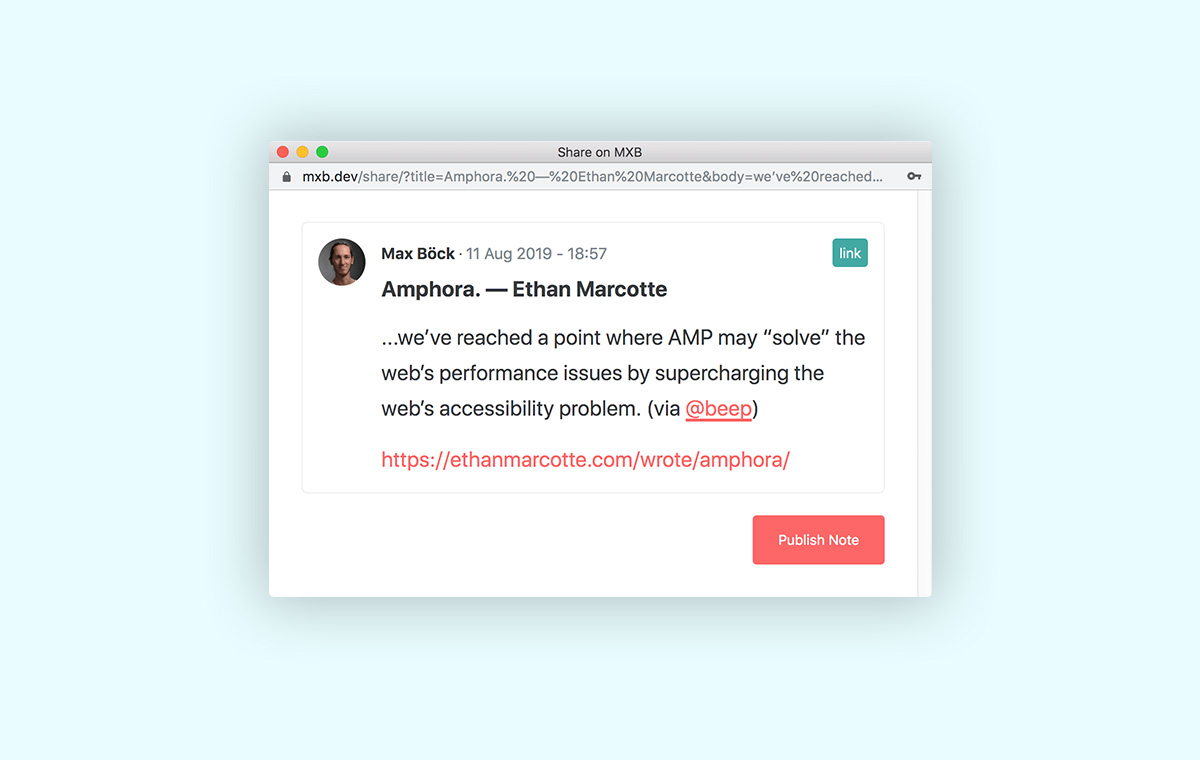 Share on MXB
mxb.dev/share/?title=Amphora.%20—%20Ethan%20Marcotte&body=we’ve%20reached...
Max Böck · 11 Aug 2019 - 18:57
link
Amphora. — Ethan Marcotte
...we’ve reached a point where AMP may “solve” the
web’s performance issues by supercharging the
web’s accessibility problem. (via @beep)
https://ethanmarcotte.com/wrote/amphora/
Publish Note